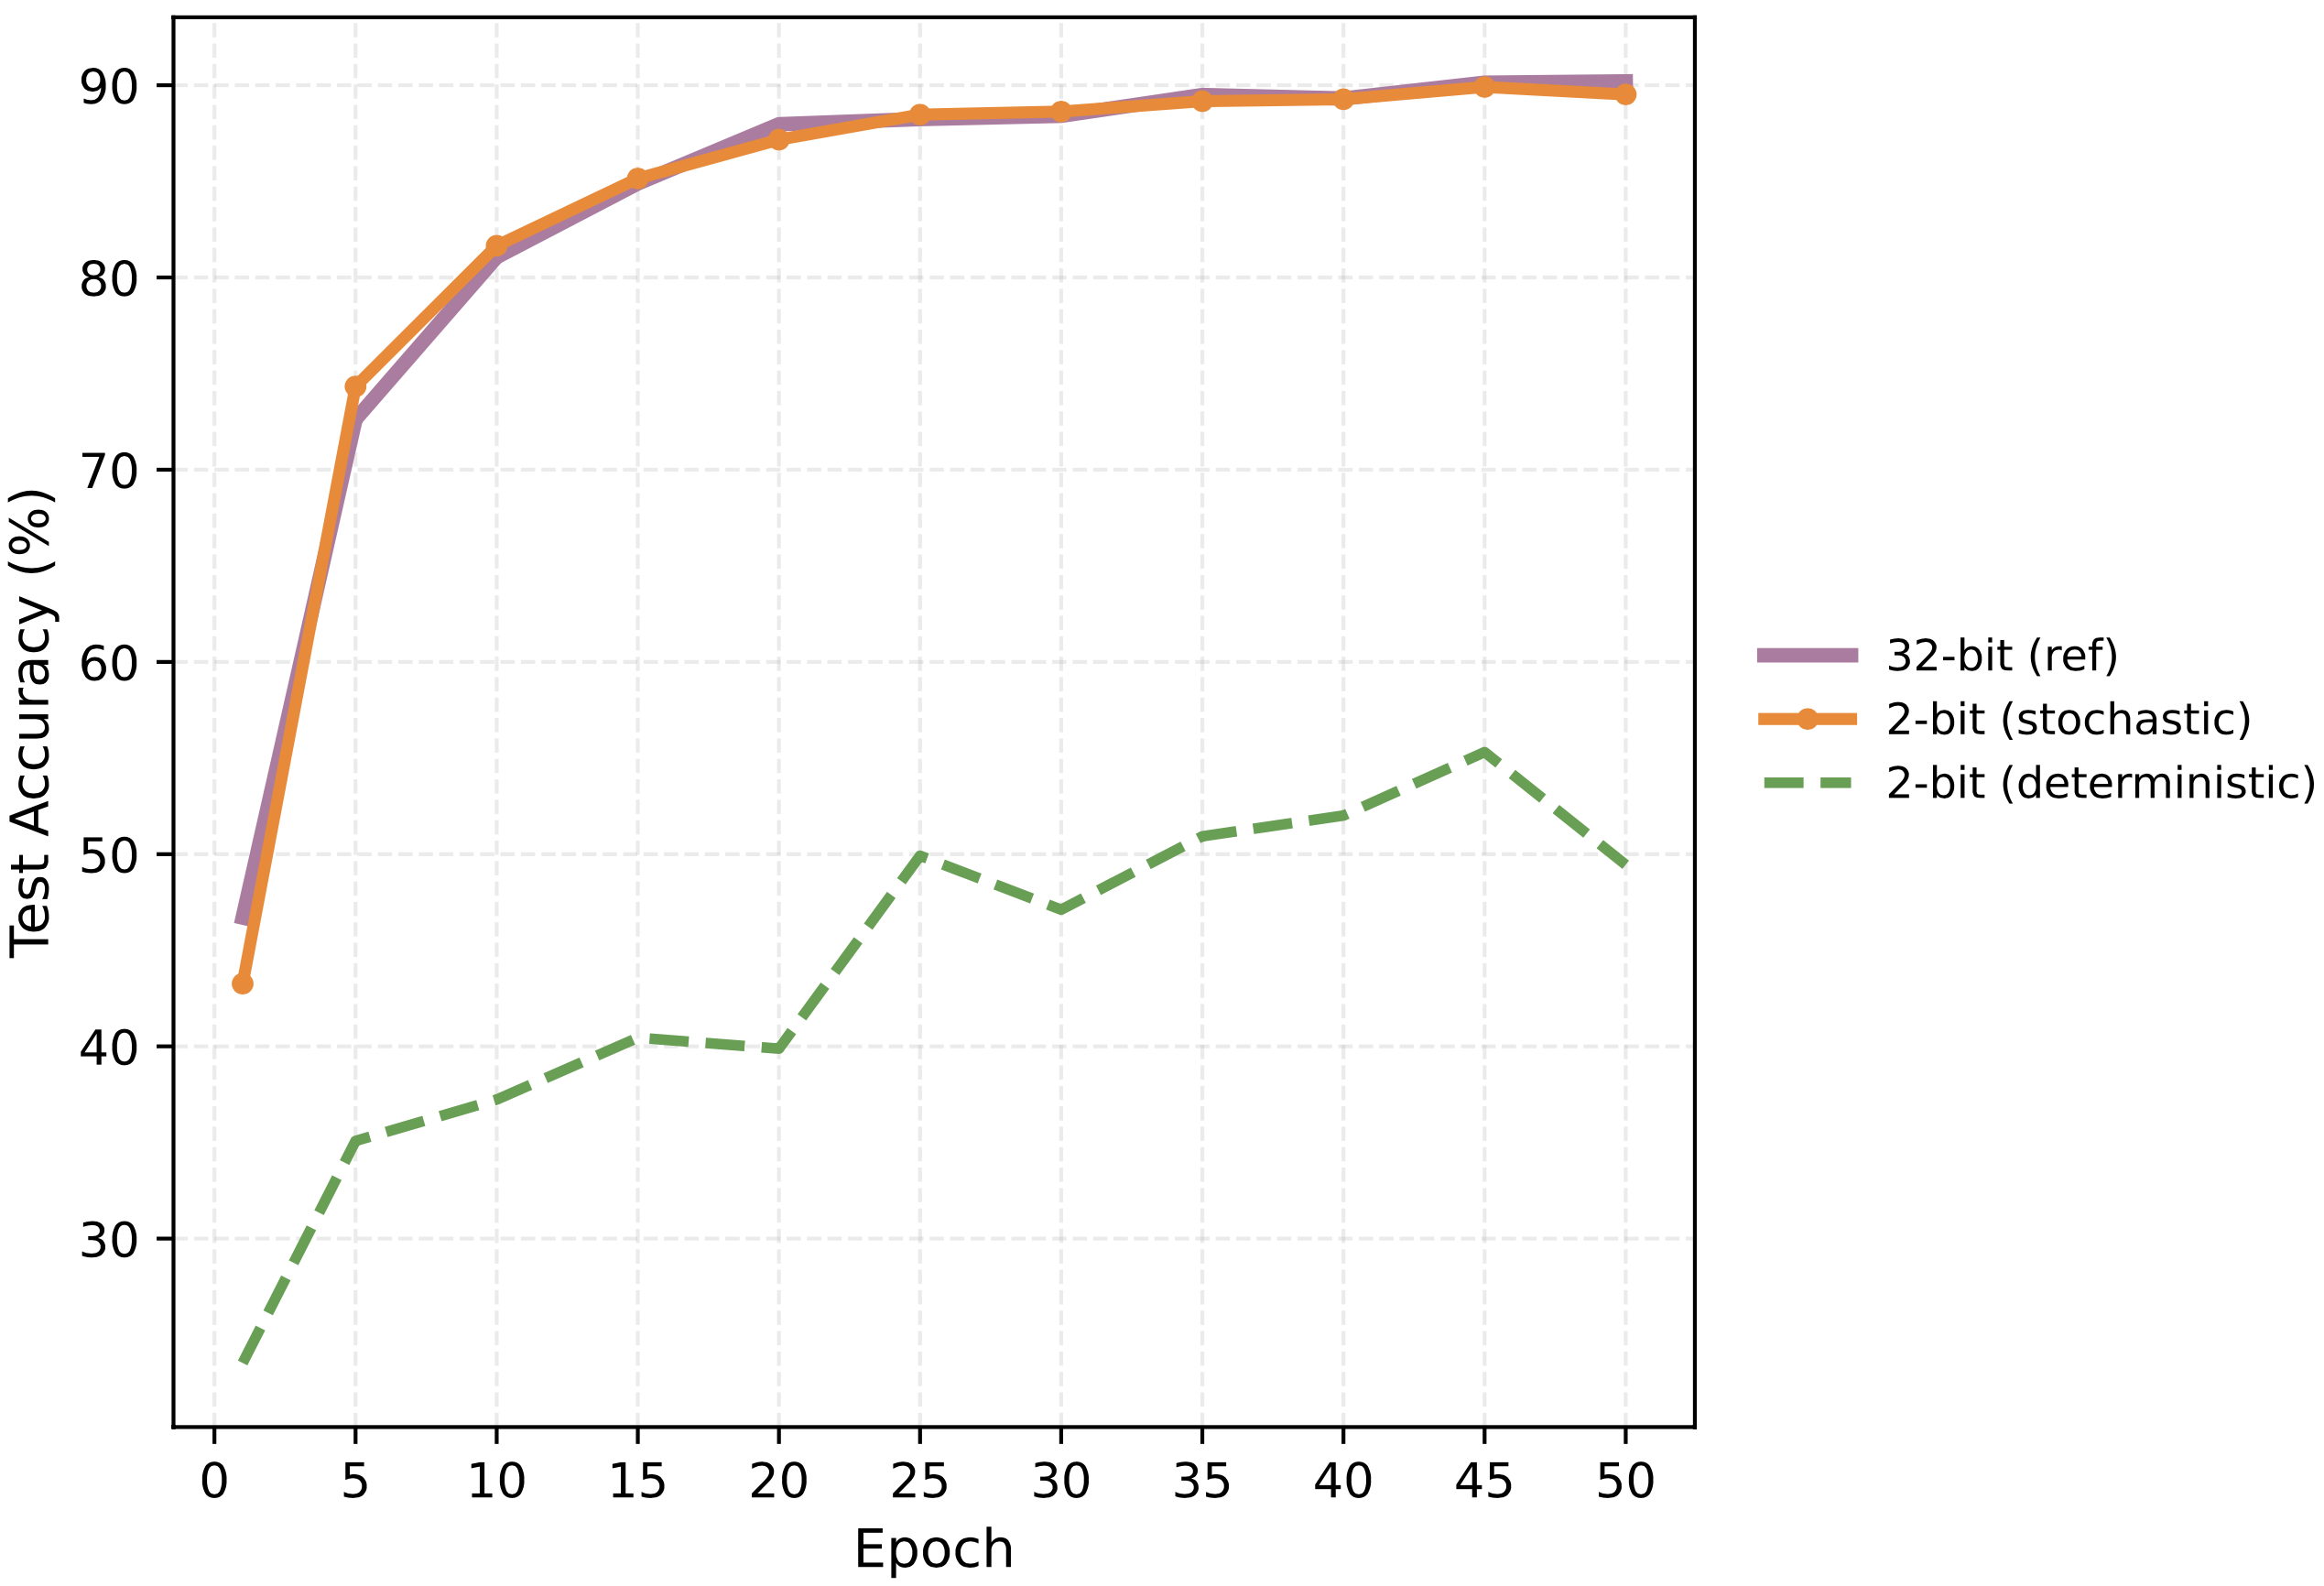 Test Accuracy (%)
90
80
70
60
50
40
30
0 5 10 15 20 25 30 35 40 45 50
Epoch
32-bit (ref)
2-bit (stochastic)
2-bit (deterministic)